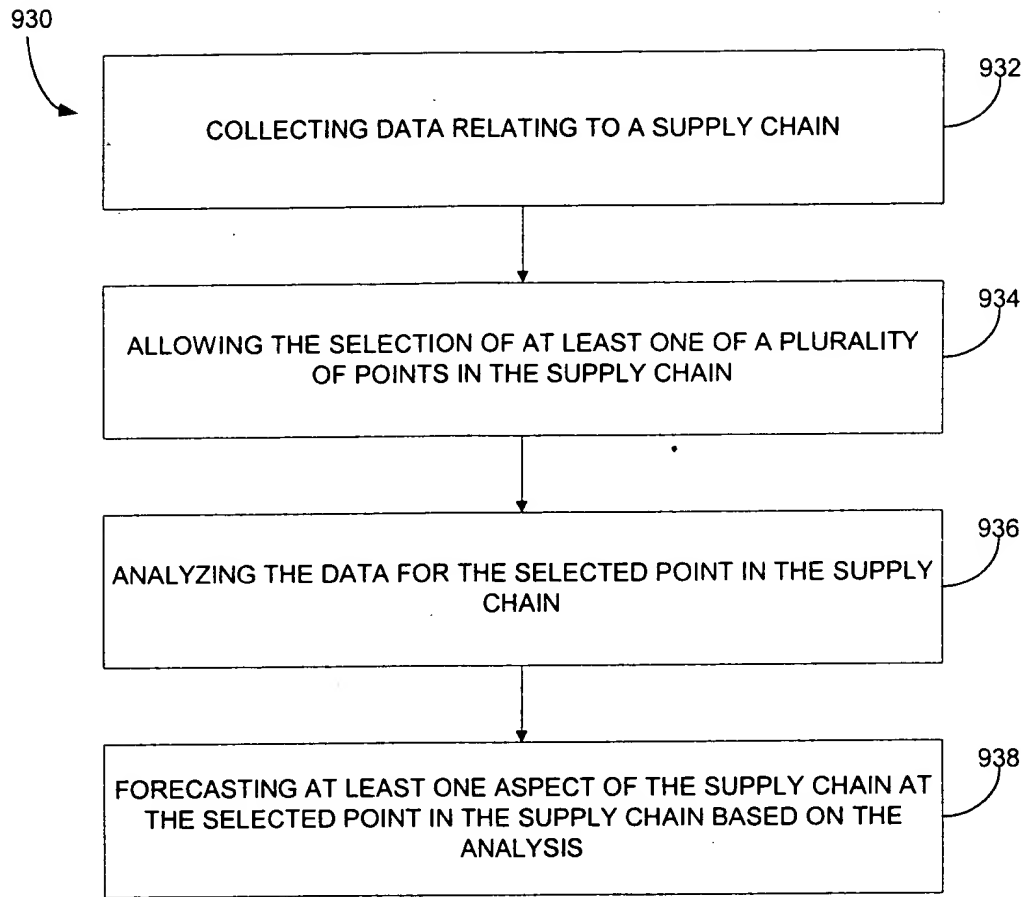 930
932
COLLECTING DATA RELATING TO A SUPPLY CHAIN
934
ALLOWING THE SELECTION OF AT LEAST ONE OF A PLURALITY
OF POINTS IN THE SUPPLY CHAIN
936
ANALYZING THE DATA FOR THE SELECTED POINT IN THE SUPPLY
CHAIN
938
FORECASTING AT LEAST ONE ASPECT OF THE SUPPLY CHAIN AT
THE SELECTED POINT IN THE SUPPLY CHAIN BASED ON THE
ANALYSIS